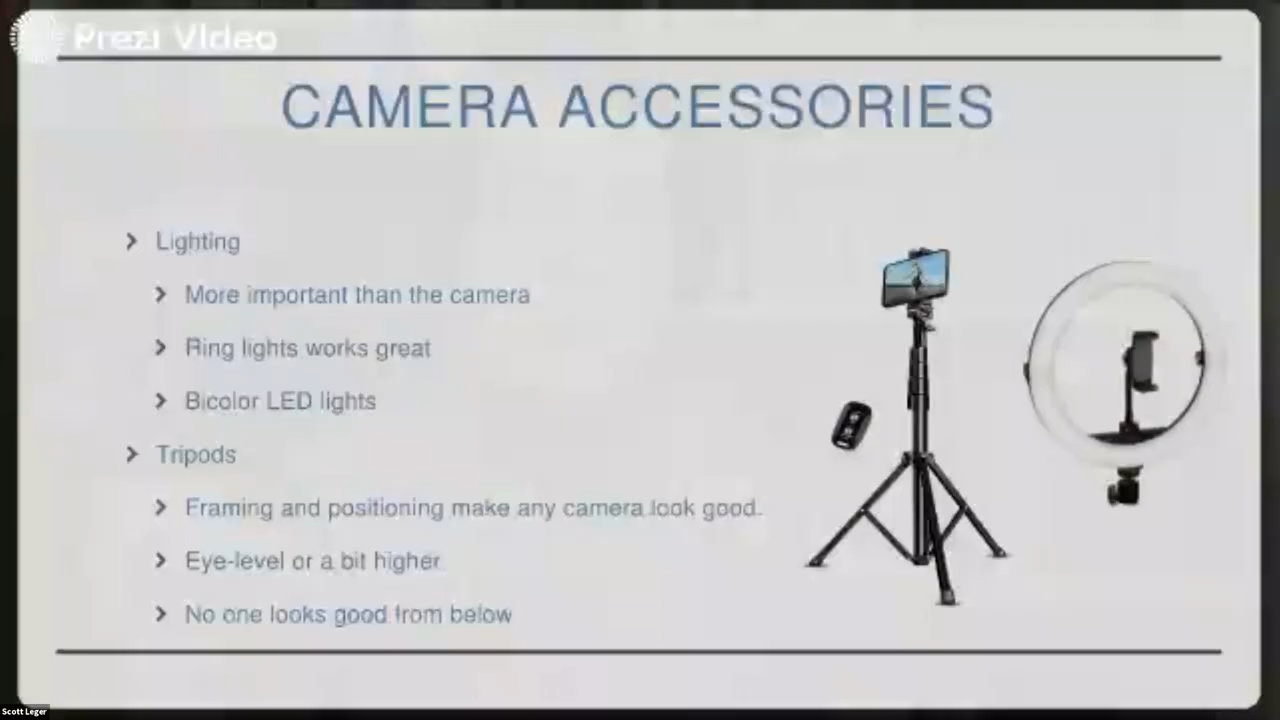 Prezi Video
CAMERA ACCESSORIES
Lighting
More important than the camera
Ring lights works great
Bicolor LED lights
Tripods
Framing and positioning make any camera look good.
Eye-level or a bit higher
No one looks good from below
Scott Leger